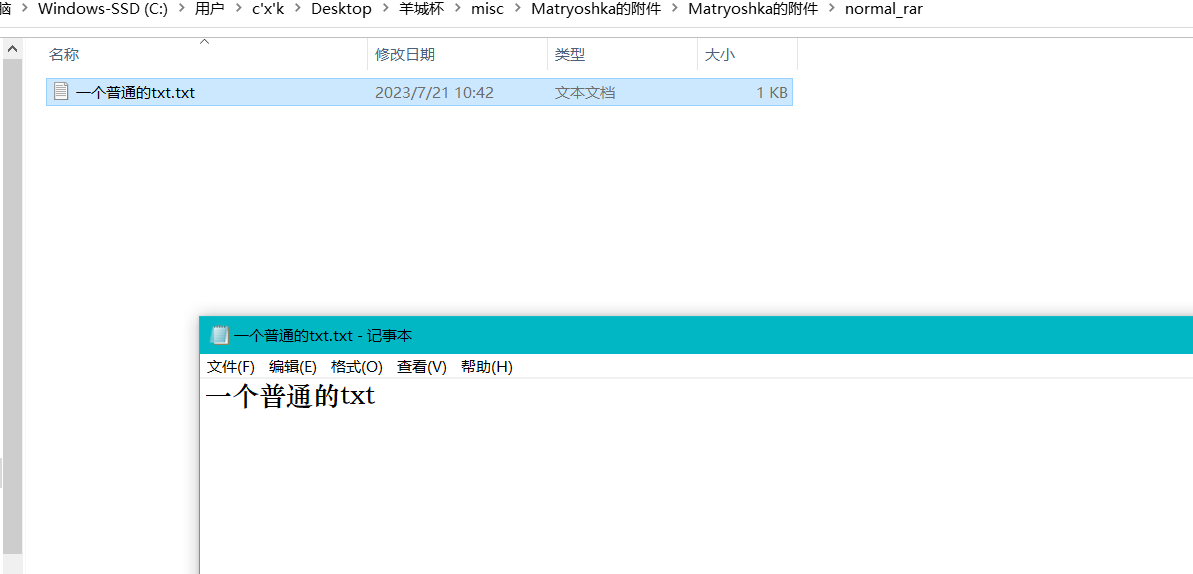 脑 > Windows-SSD (C:) > 用户 > c'x'k > Desktop > 羊城杯 > misc > Matryoshka的附件 > Matryoshka的附件 > normal_rar
名称 修改日期 类型 大小
一个普通的txt.txt 2023/7/21 10:42 文本文档 1 KB
一个普通的txt.txt - 记事本
文件(F) 编辑(E) 格式(O) 查看(V) 帮助(H)
一个普通的txt